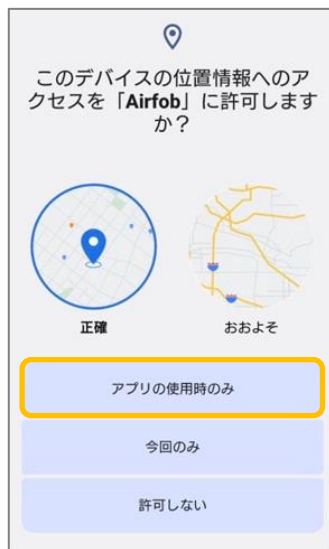 このデバイスの位置情報へのア
クセスを「Airfob」に許可します
か？
正確
おおよそ
アプリの使用時のみ
今回のみ
許可しない